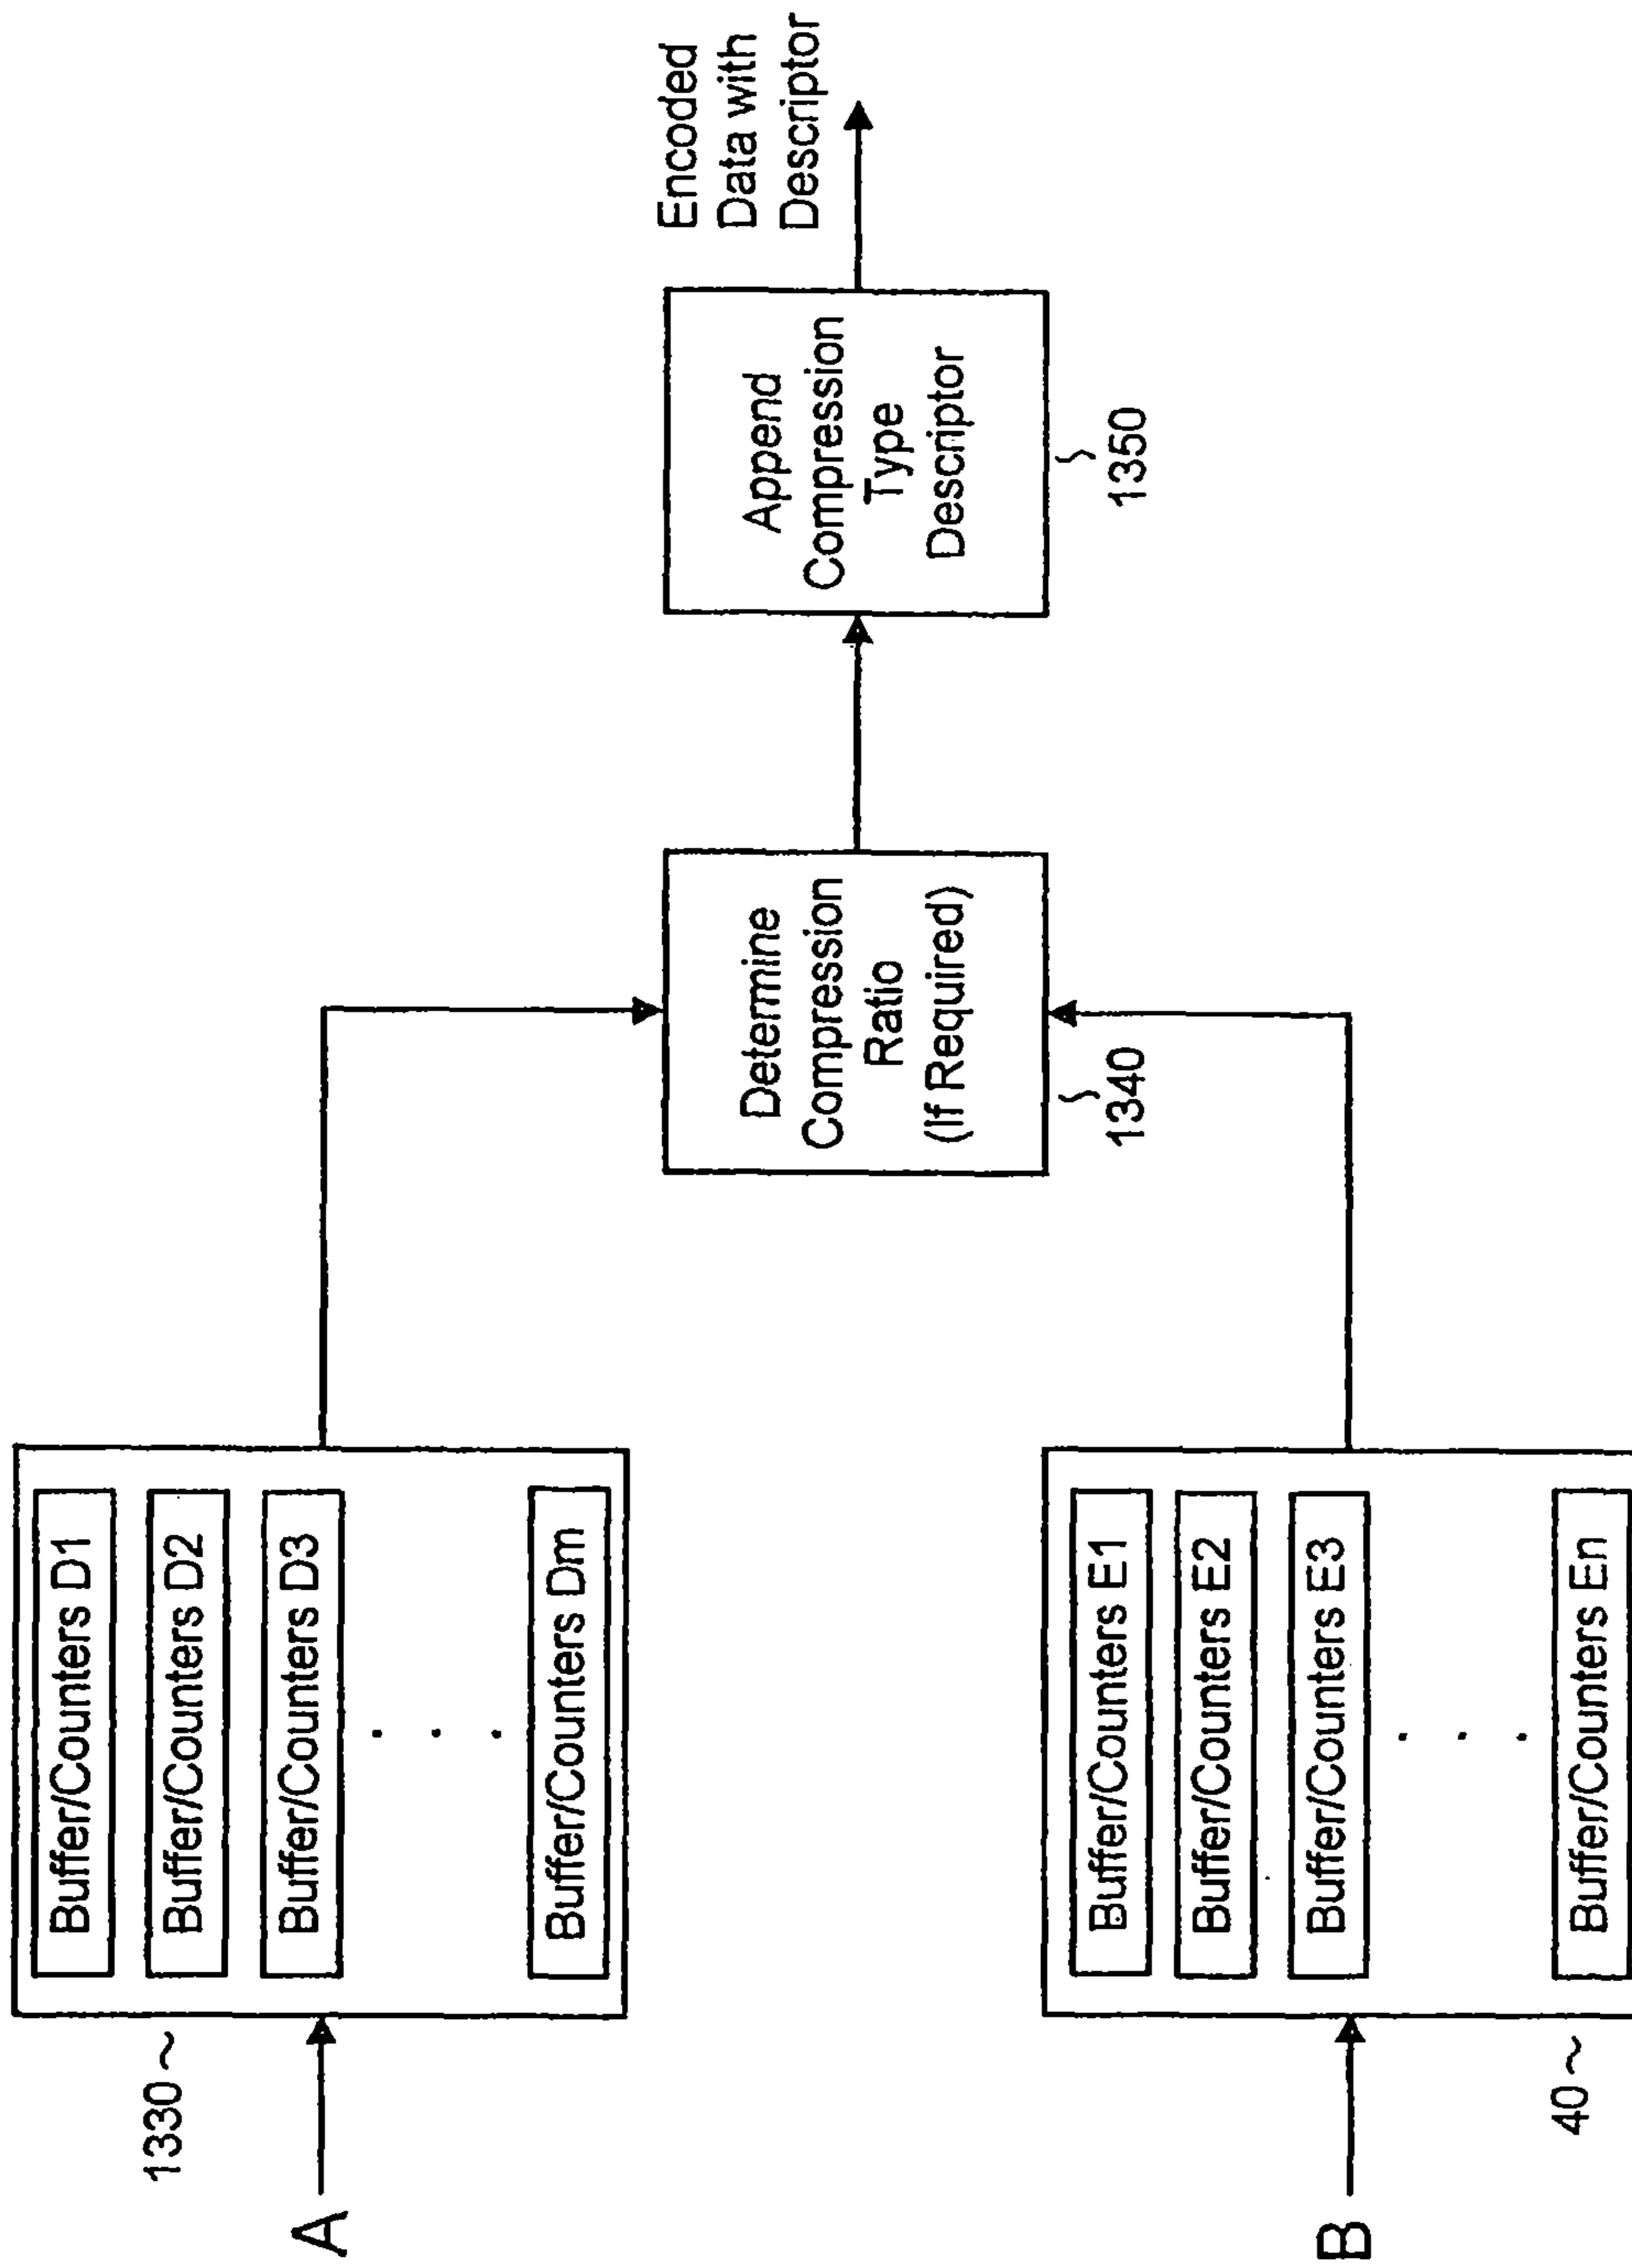 1330~
A
Buffer/Counters D1
Buffer/Counters D2
Buffer/Counters D3
.
.
.
Buffer/Counters Dm
B
40~
Buffer/Counters E1
Buffer/Counters E2
Buffer/Counters E3
.
.
.
Buffer/Counters En
Determine
Compression
Ratio
(If Required)
1340
Append
Compression
Type
Descriptor
1350
Encoded
Data with
Descriptor